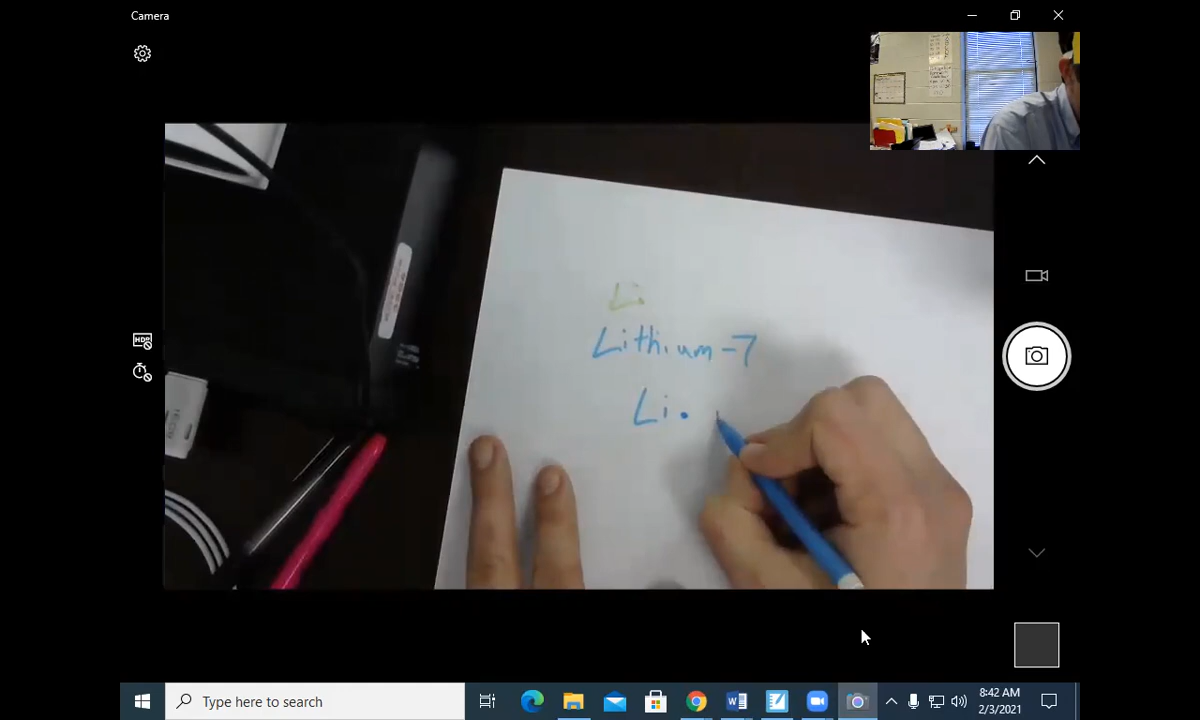 Camera
Li
Lithium-7
Li.
Type here to search
8:42 AM
2/3/2021